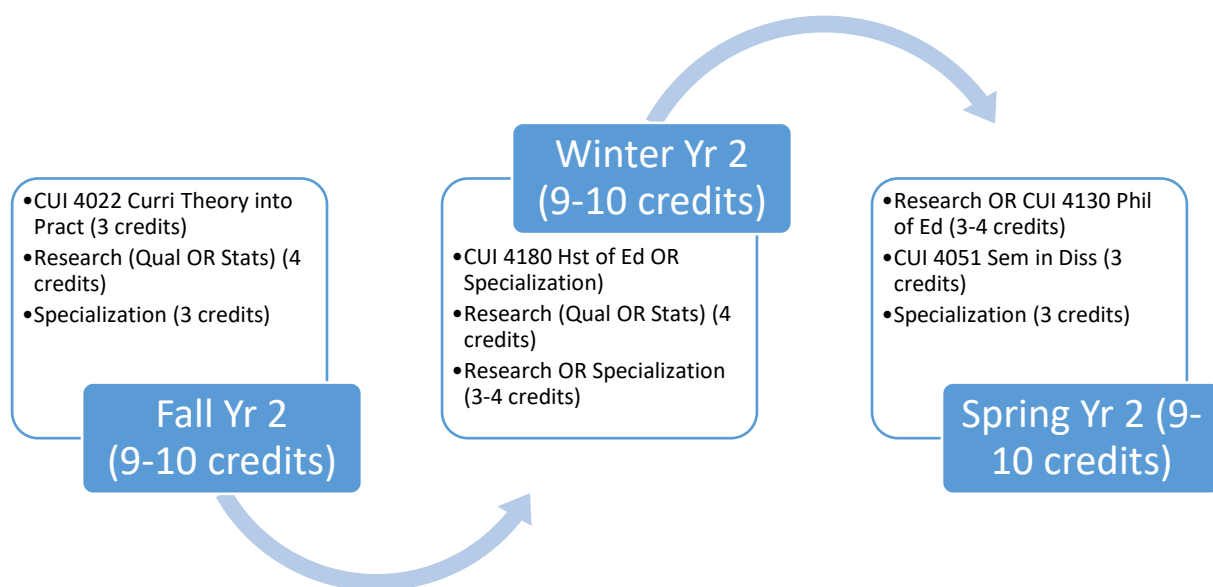 •CUI 4022 Curri Theory into
Pract (3 credits)
•Research (Qual OR Stats) (4
credits)
•Specialization (3 credits)
Fall Yr 2
(9-10 credits)
Winter Yr 2
(9-10 credits)
•CUI 4180 Hst of Ed OR
Specialization)
•Research (Qual OR Stats) (4
credits)
•Research OR Specialization
(3-4 credits)
•Research OR CUI 4130 Phil
of Ed (3-4 credits)
•CUI 4051 Sem in Diss (3
credits)
•Specialization (3 credits)
Spring Yr 2 (9-
10 credits)